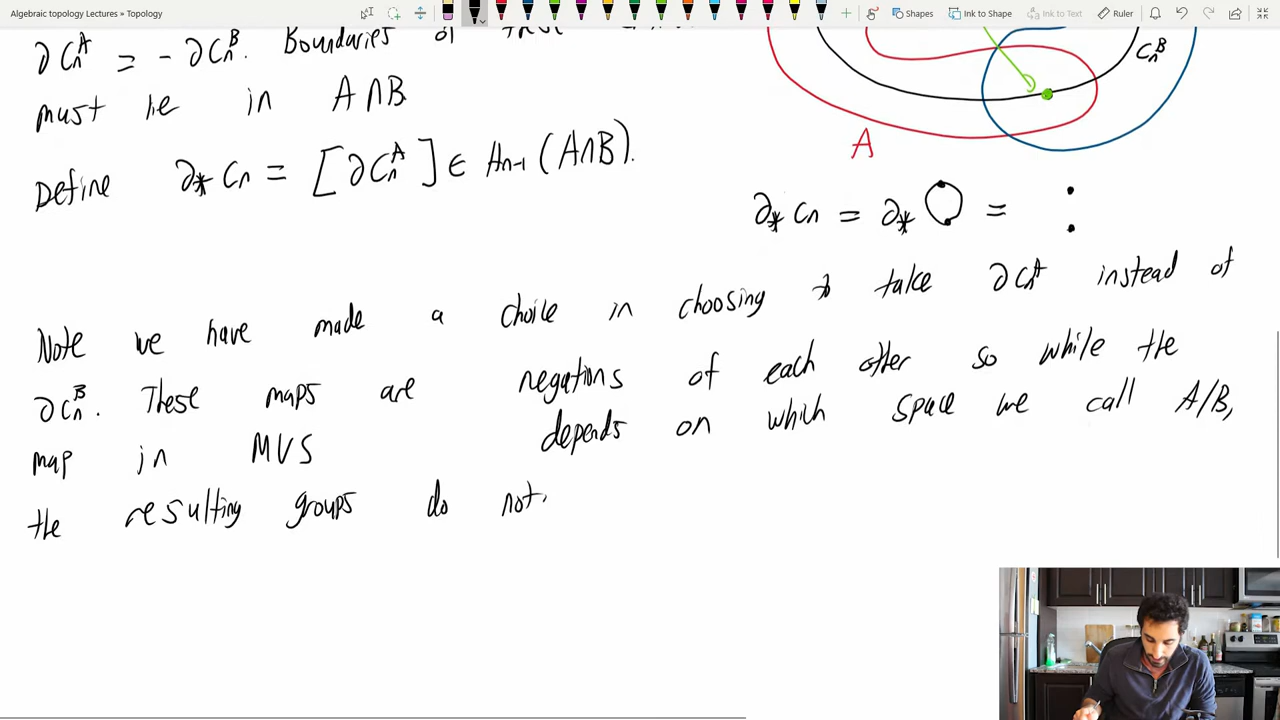 Algebraic topology Lectures – Topology
Shapes
Ink to Shape
Ink to Text
Ruler
∂CₙᴬA = - ∂Cₙᴮ. Boundaries of these
must lie in A∩B
Define ∂⁎ Cₙ = [∂Cₙᴬ] ∈ Hₙ₋₁ (A∩B).
Cₙᴮ
A
∂⁎ Cₙ = ∂⁎ ◯ = :
Note we have made a choice in choosing to take ∂Cₙᴬ instead of
∂Cₙᴮ. These maps are negations of each other so while the
map in MVS depends on which space we call A/B,
the resulting groups do not.